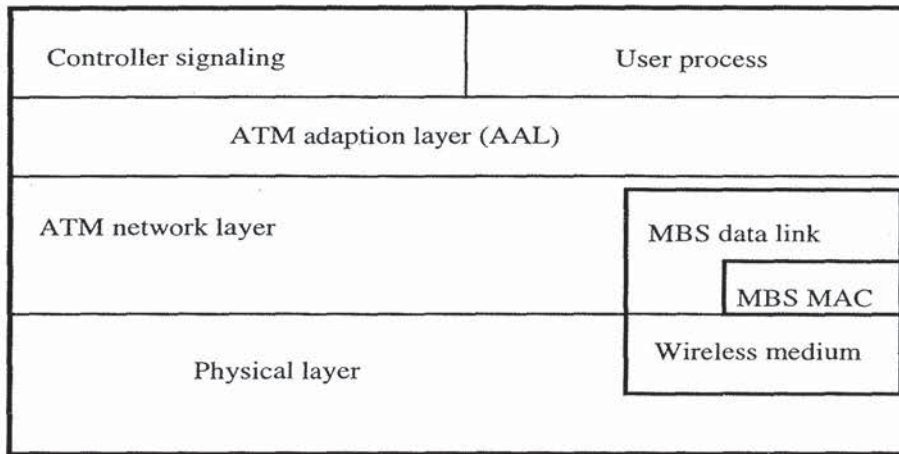 Controller signaling
User process
ATM adaption layer (AAL)
ATM network layer
MBS data link
MBS MAC
Wireless medium
Physical layer